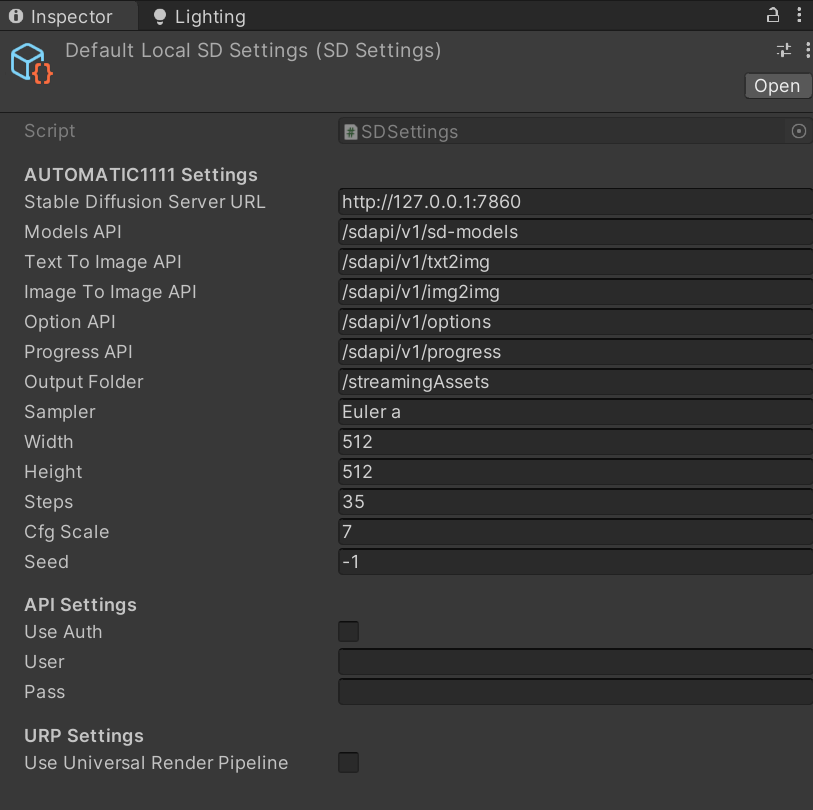 Inspector Lighting
Default Local SD Settings (SD Settings)
Open
Script SDSettings
AUTOMATIC1111 Settings
Stable Diffusion Server URL http://127.0.0.1:7860
Models API /sdapi/v1/sd-models
Text To Image API /sdapi/v1/txt2img
Image To Image API /sdapi/v1/img2img
Option API /sdapi/v1/options
Progress API /sdapi/v1/progress
Output Folder /streamingAssets
Sampler Euler a
Width 512
Height 512
Steps 35
Cfg Scale 7
Seed -1
API Settings
Use Auth
User
Pass
URP Settings
Use Universal Render Pipeline